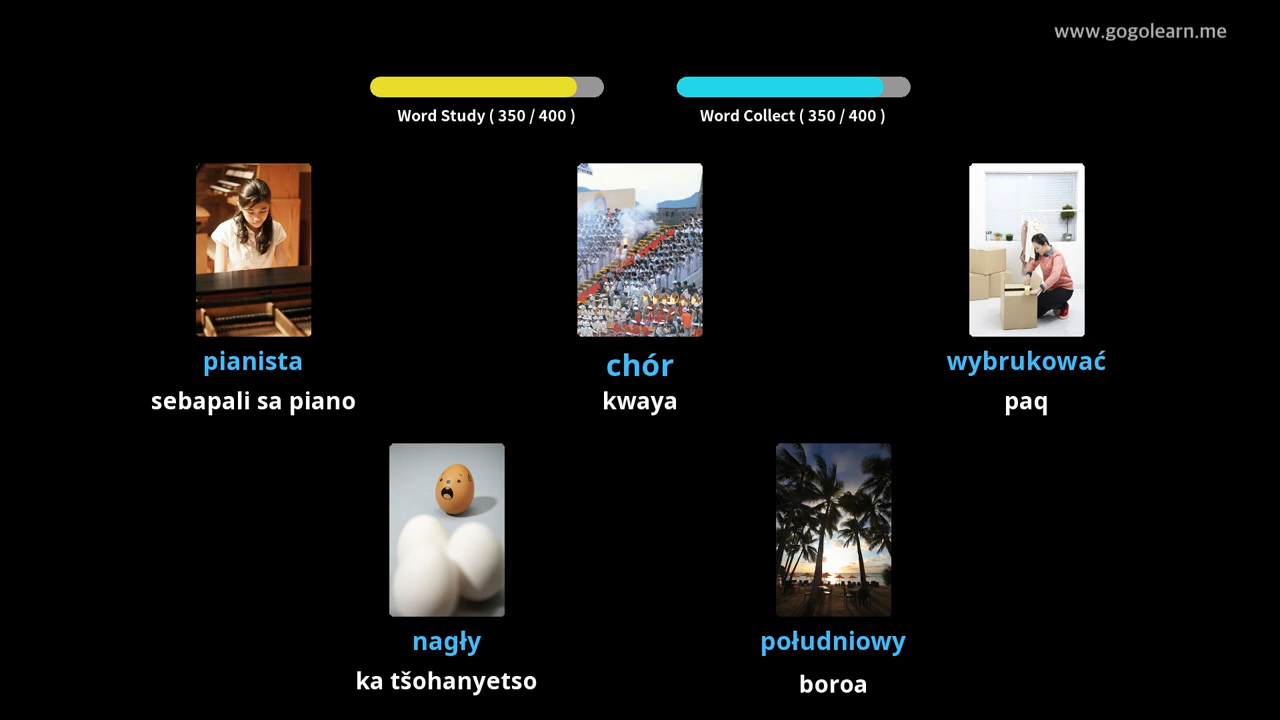 www.gogolearn.me
Word Study ( 350 / 400 )
Word Collect ( 350 / 400 )
pianista
chór
wybrukować
sebapali sa piano
kwaya
paq
nagły
południowy
ka tšohanyetso
boroa